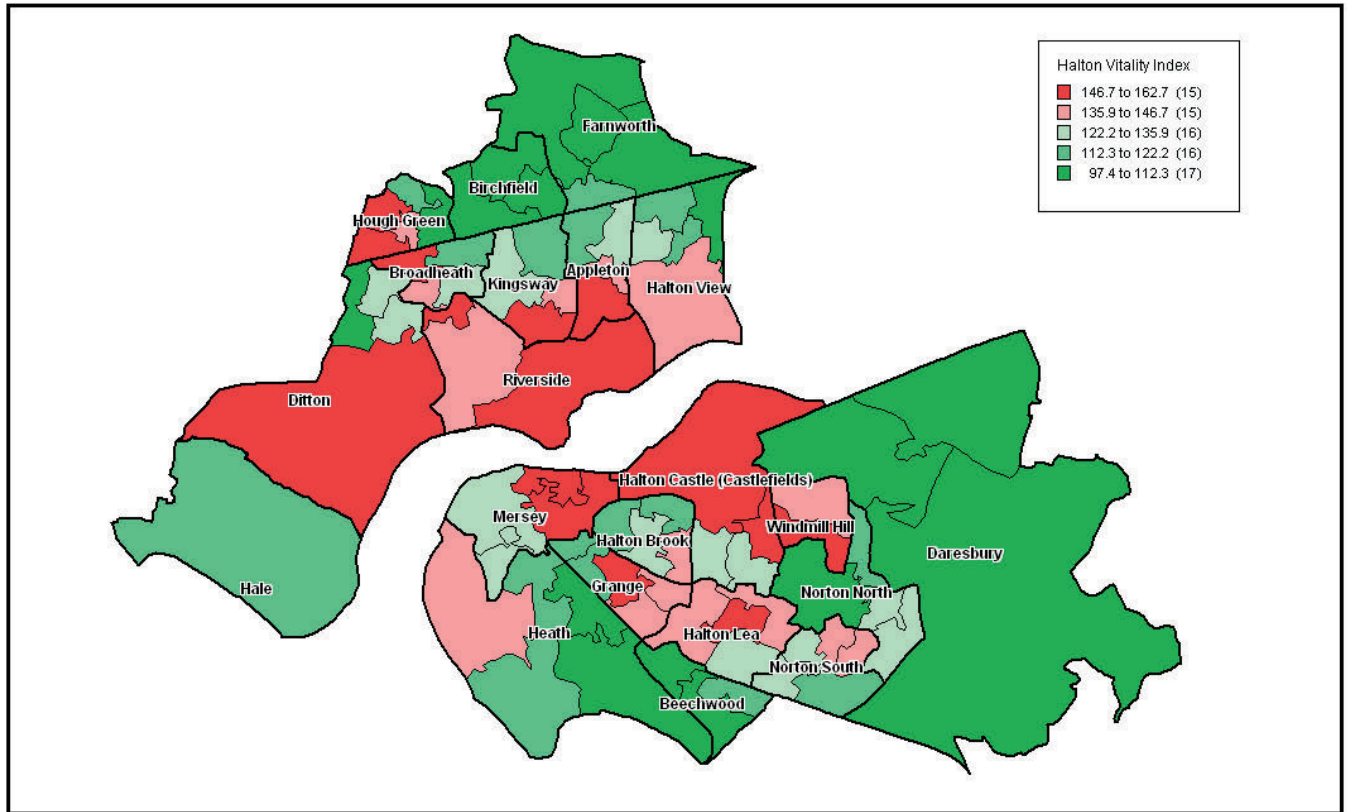 Halton Vitality Index
146.7 to 162.7 (15)
135.9 to 146.7 (15)
122.2 to 135.9 (16)
112.3 to 122.2 (16)
97.4 to 112.3 (17)
Farnworth
Birchfield
Hough Green
Broadheath
Kingsway
Appleton
Halton View
Riverside
Ditton
Hale
Halton Castle (Castlefields)
Mersey
Windmill Hill
Halton Brook
Daresbury
Grange
Norton North
Heath
Halton Lea
Norton South
Beechwood